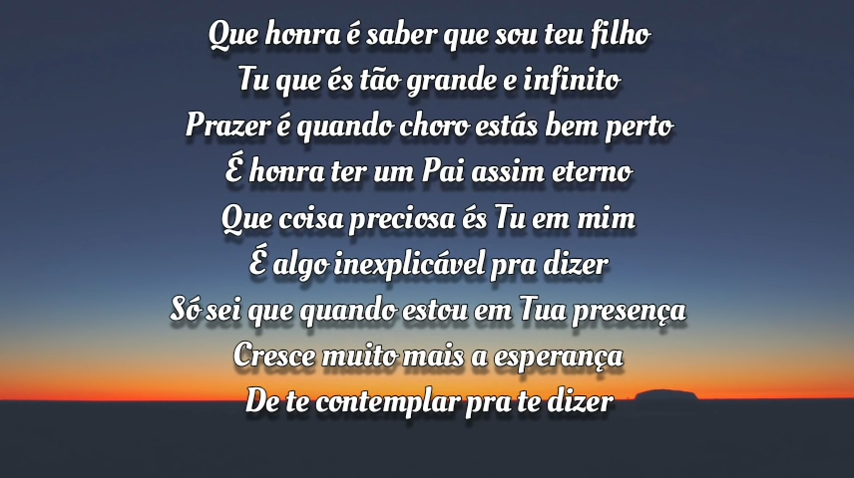 Que honra é saber que sou teu filho
Tu que és tão grande e infinito
Prazer é quando choro estás bem perto
É honra ter um Pai assim eterno
Que coisa preciosa és Tu em mim
É algo inexplicável pra dizer
Só sei que quando estou em Tua presença
Cresce muito mais a esperança
De te contemplar pra te dizer